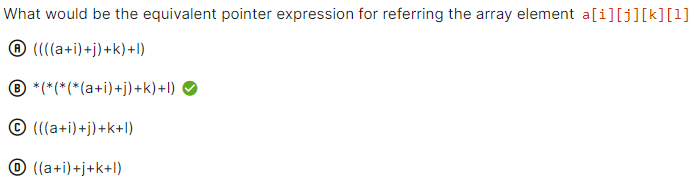 What would be the equivalent pointer expression for referring the array element a[i][j][k][l]
A ((((a+i)+j)+k)+l)
B *(*(*(*(a+i)+j)+k)+l)
C (((a+i)+j)+k+l)
D ((a+i)+j+k+l)